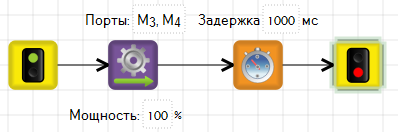 Порты: М3, М4 Задержка 1000 мс
Мощность: 100 %